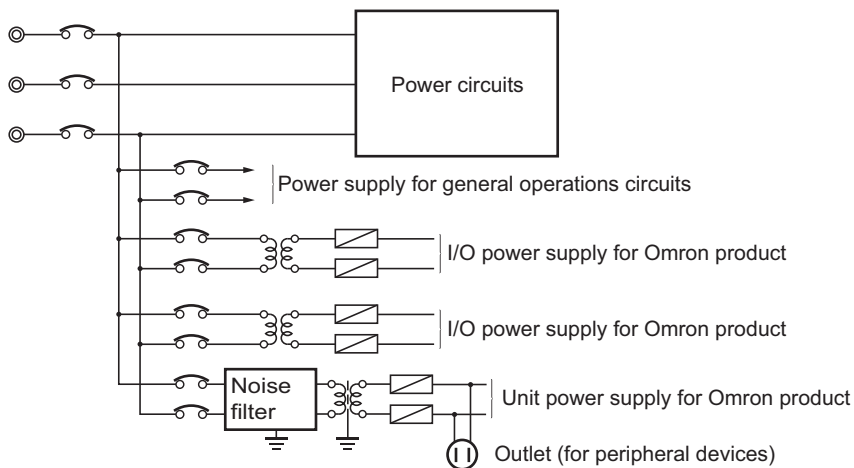 Power circuits
Power supply for general operations circuits
I/O power supply for Omron product
I/O power supply for Omron product
Noise
filter
Unit power supply for Omron product
Outlet (for peripheral devices)